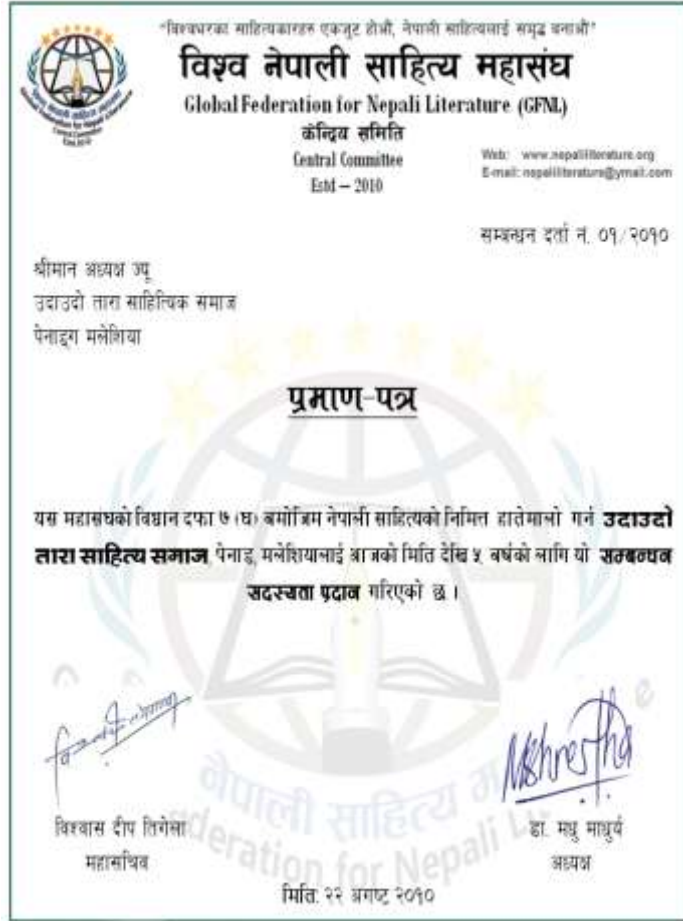 "विश्वभरका साहित्यकारहरु एकजुट होऔं, नेपाली साहित्यलाई समृद्ध बनाऔं"
विश्व नेपाली साहित्य महासंघ
Global Federation for Nepali Literature (GFNL)
केन्द्रिय समिति
Central Committee
Estd – 2010
Web: www.nepaliliterature.org
E-mail: nepaliliterature@ymail.com
सम्बन्धन दर्ता नं. ०१/२०१०
श्रीमान अध्यक्ष ज्यू
उदाउदो तारा साहित्यिक समाज
पेनाङ्ग मलेशिया
प्रमाण-पत्र
यस महासंघको विधान दफा ७ (घ) बमोजिम नेपाली साहित्यको निमित्त हातेमालो गर्न उदाउदो
तारा साहित्य समाज, पेनाङ, मलेशियालाई आजको मिति देखि ५ बर्षको लागि यो सम्बन्धन
सदस्यता प्रदान गरिएको छ ।
Mshrestha
विश्वास दीप तिगेला
महासचिव
डा. मधु माधुर्य
अध्यक्ष
मिति: २२ अगष्ट २०१०